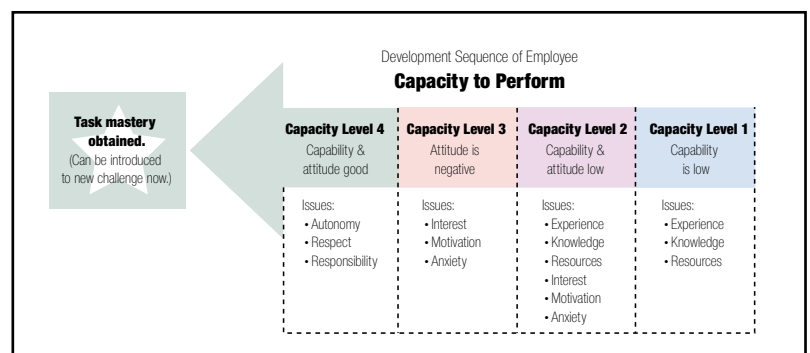 Development Sequence of Employee
Capacity to Perform
Task mastery
obtained.
(Can be introduced
to new challenge now.)
Capacity Level 4
Capability &
attitude good
Issues:
• Autonomy
• Respect
• Responsibility
Capacity Level 3
Attitude is
negative
Issues:
• Interest
• Motivation
• Anxiety
Capacity Level 2
Capability &
attitude low
Issues:
• Experience
• Knowledge
• Resources
• Interest
• Motivation
• Anxiety
Capacity Level 1
Capability
is low
Issues:
• Experience
• Knowledge
• Resources